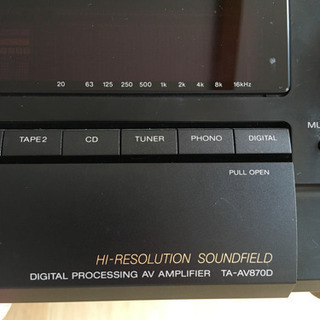 20 63 125 250 500 1k 2k 4k 8k 16kHz
TAPE2 CD TUNER PHONO DIGITAL
MU
PULL OPEN
HI-RESOLUTION SOUNDFIELD
DIGITAL PROCESSING AV AMPLIFIER TA-AV870D